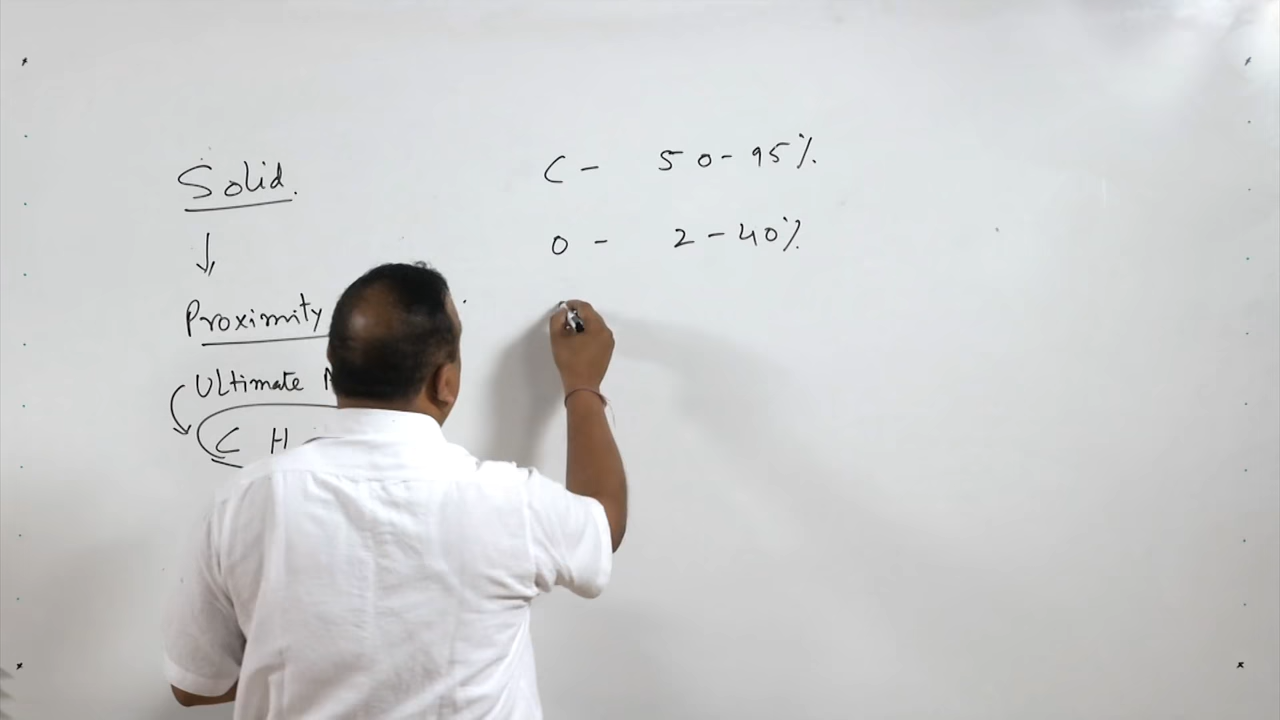 Solid.
Proximity
Ultimate
C H
C - 50-95%
O - 2-40%